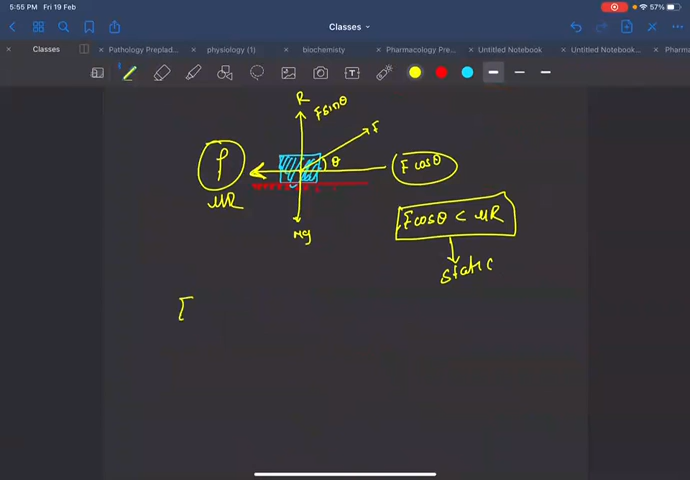 5:55 PM Fri 19 Feb
57%
Classes
Classes
Pathology Preplad...
physiology (1)
biochemisty
Pharmacology Pre...
Untitled Notebook
Untitled Notebook...
Pharma
R
F sinθ
F
f
θ
F cosθ
μR
Mg
F cosθ < μR
static